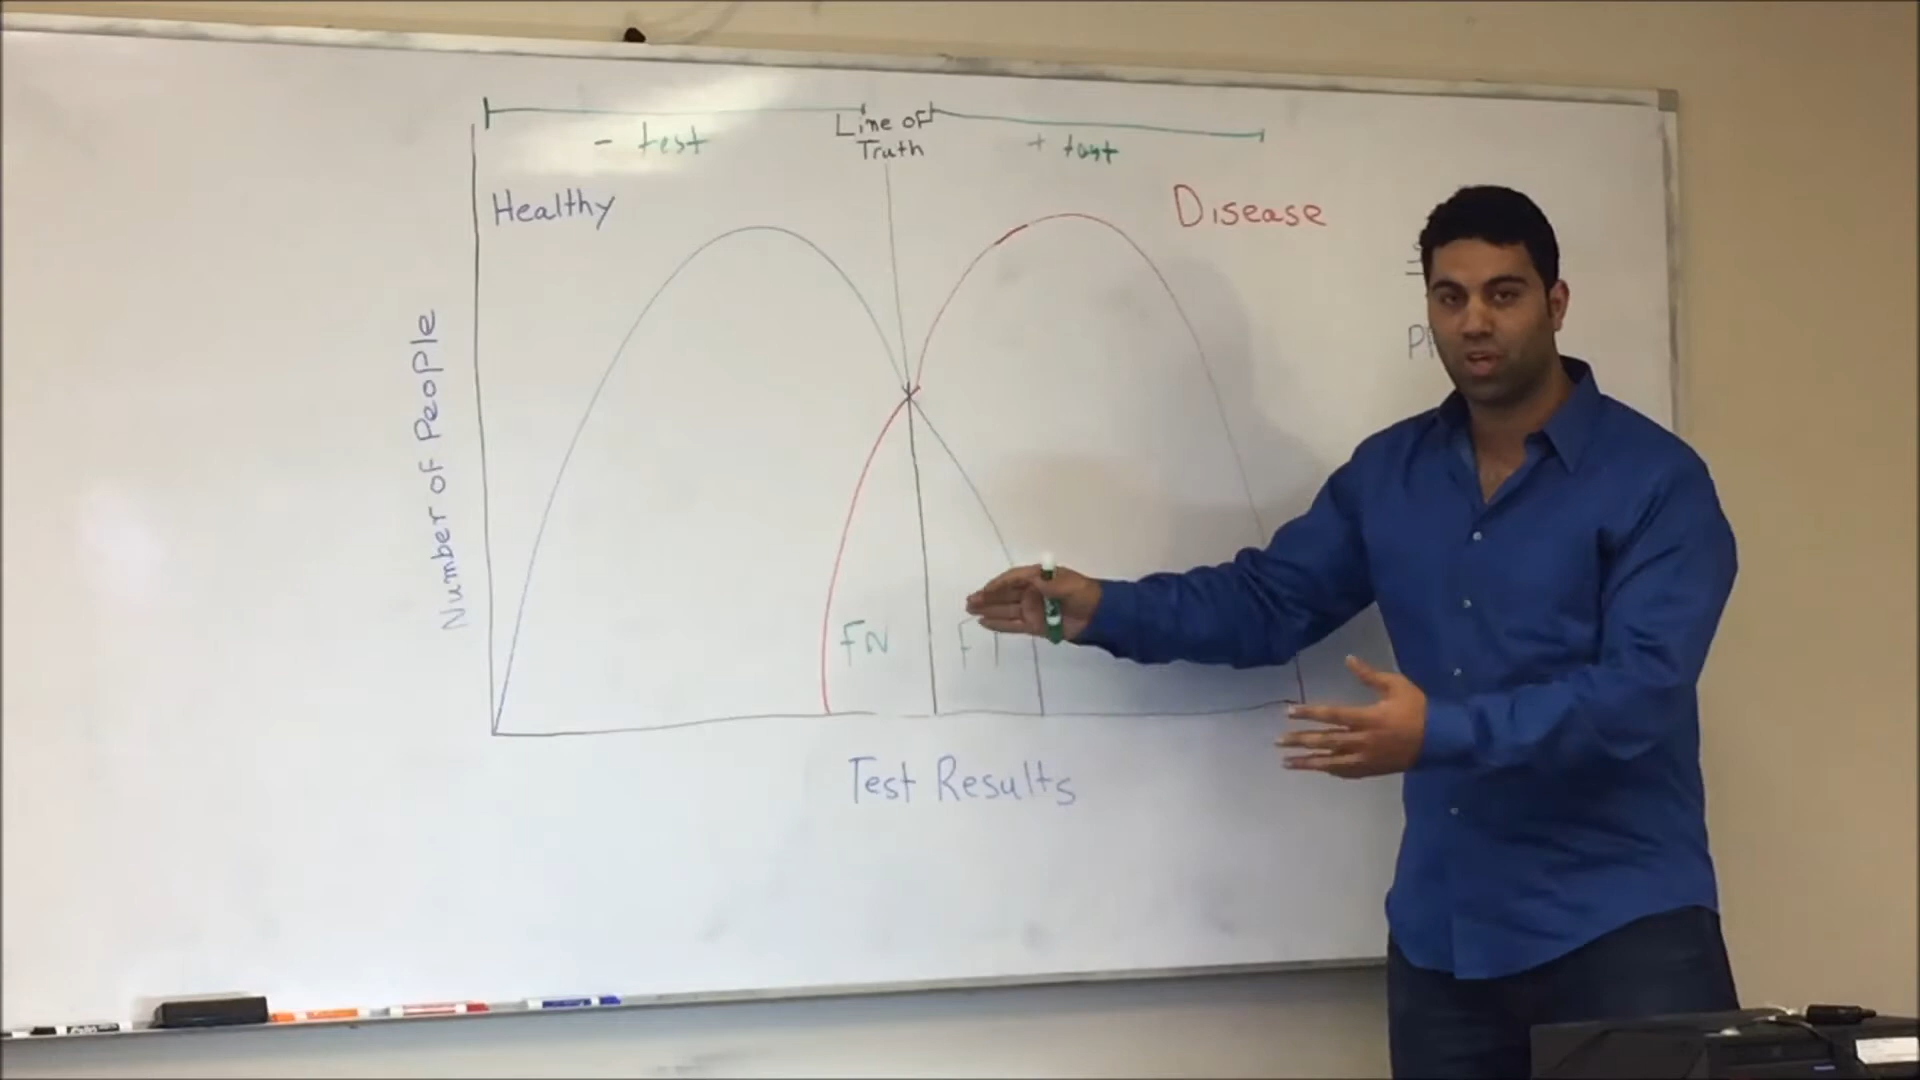 - test
Line of
Truth
+ test
Healthy
Disease
Number of People
FN
F
Test Results